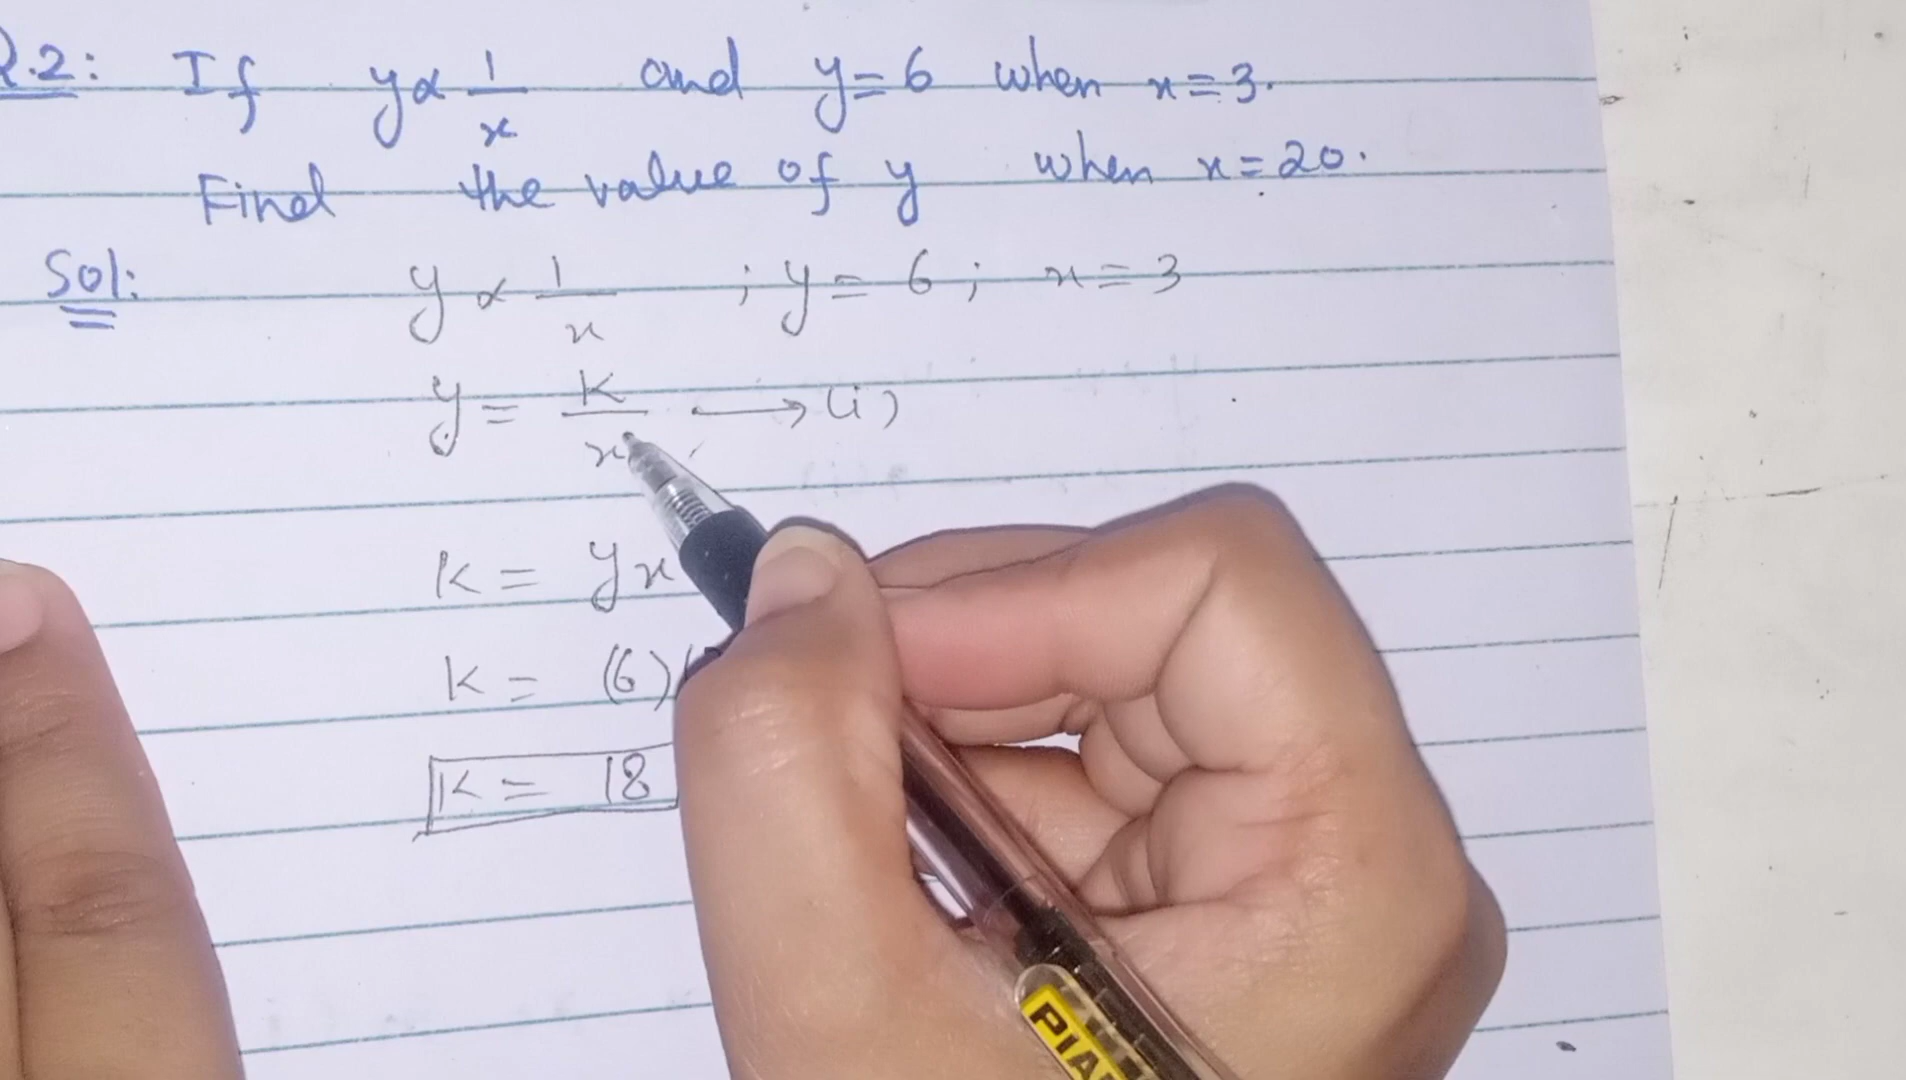 Q.2: If y ∝ 1/x and y = 6 when x = 3.
Find the value of y when x = 20.
Sol: y ∝ 1/x ; y = 6 ; x = 3
y = K/x ⟶ (i)
K = yx
K = (6)(
K = 18